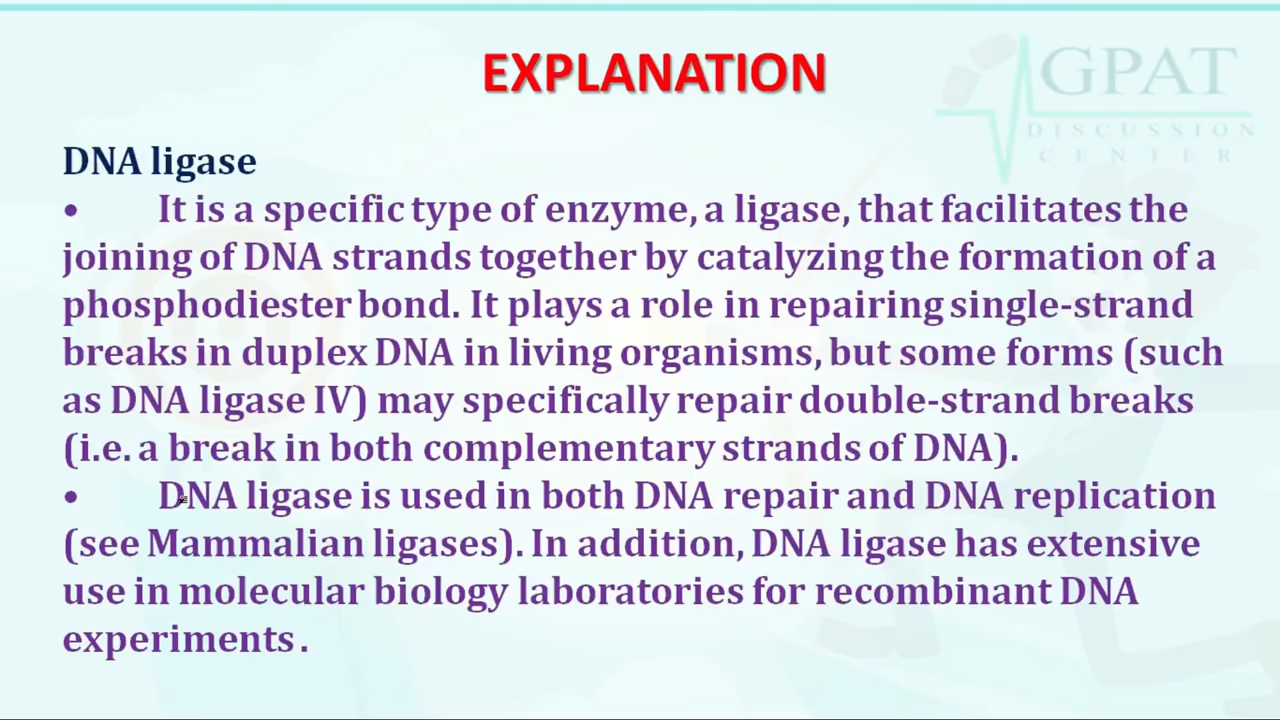 EXPLANATION
GPAT
DISCUSSION
CENTER
DNA ligase
• It is a specific type of enzyme, a ligase, that facilitates the
joining of DNA strands together by catalyzing the formation of a
phosphodiester bond. It plays a role in repairing single-strand
breaks in duplex DNA in living organisms, but some forms (such
as DNA ligase IV) may specifically repair double-strand breaks
(i.e. a break in both complementary strands of DNA).
• DNA ligase is used in both DNA repair and DNA replication
(see Mammalian ligases). In addition, DNA ligase has extensive
use in molecular biology laboratories for recombinant DNA
experiments .